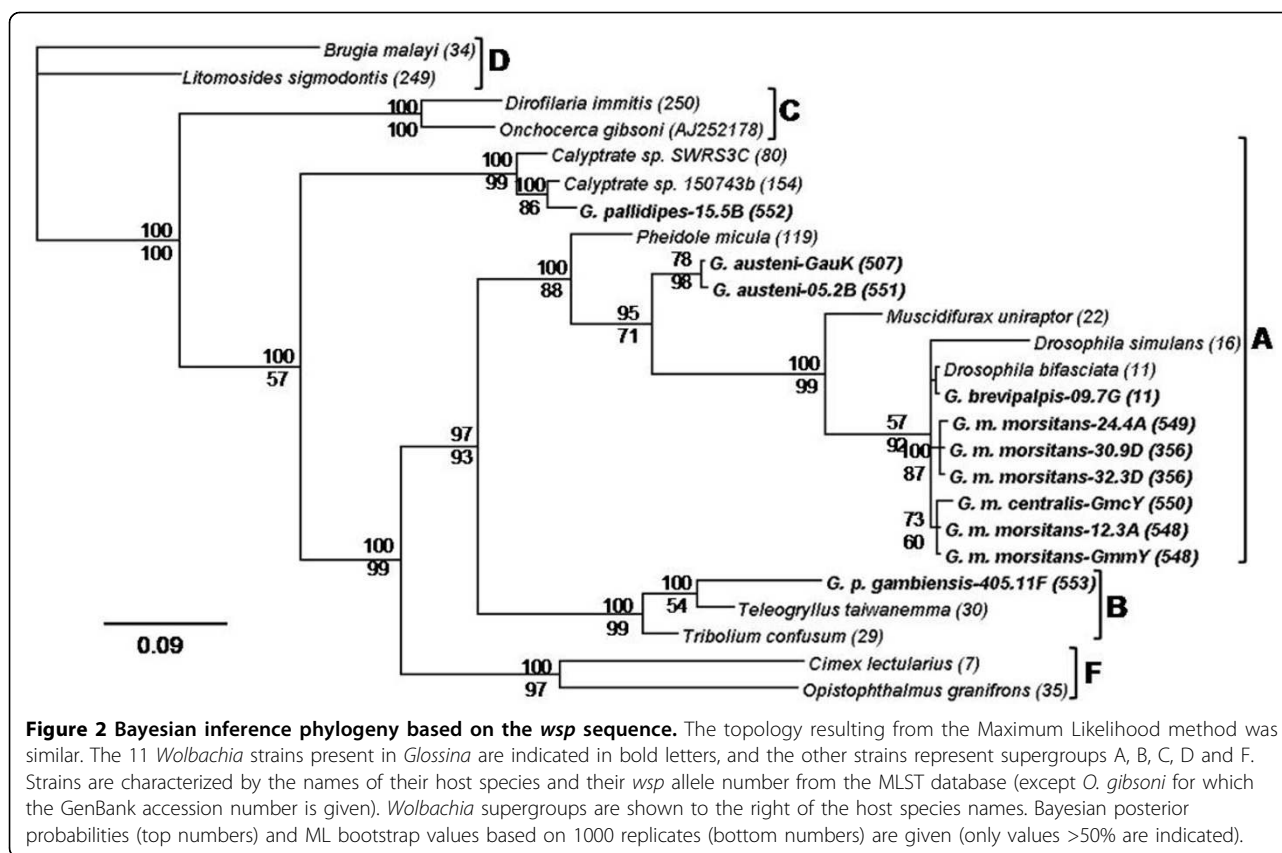 Brugia malayi (34)
D
Litomosides sigmodontis (249)
100
Dirofilaria immitis (250)
C
100
Onchocerca gibsoni (AJ252178)
100
Calyptrate sp. SWRS3C (80)
99
100
Calyptrate sp. 150743b (154)
86
G. pallidipes-15.5B (552)
100
100
Pheidole micula (119)
100
88
78
G. austeni-GauK (507)
98
G. austeni-05.2B (551)
95
71
Muscidifurax uniraptor (22)
Drosophila simulans (16)
A
100
57
100
99
Drosophila bifasciata (11)
G. brevipalpis-09.7G (11)
57
92
G. m. morsitans-24.4A (549)
97
93
100
87
G. m. morsitans-30.9D (356)
G. m. morsitans-32.3D (356)
G. m. centralis-GmcY (550)
73
60
G. m. morsitans-12.3A (548)
G. m. morsitans-GmmY (548)
100
99
100
54
G. p. gambiensis-405.11F (553)
B
100
99
Teleogryllus taiwanemma (30)
Tribolium confusum (29)
0.09
100
97
Cimex lectularius (7)
F
Opistophthalmus granifrons (35)
Figure 2 Bayesian inference phylogeny based on the wsp sequence. The topology resulting from the Maximum Likelihood method was
similar. The 11 Wolbachia strains present in Glossina are indicated in bold letters, and the other strains represent supergroups A, B, C, D and F.
Strains are characterized by the names of their host species and their wsp allele number from the MLST database (except O. gibsoni for which
the GenBank accession number is given). Wolbachia supergroups are shown to the right of the host species names. Bayesian posterior
probabilities (top numbers) and ML bootstrap values based on 1000 replicates (bottom numbers) are given (only values >50% are indicated).